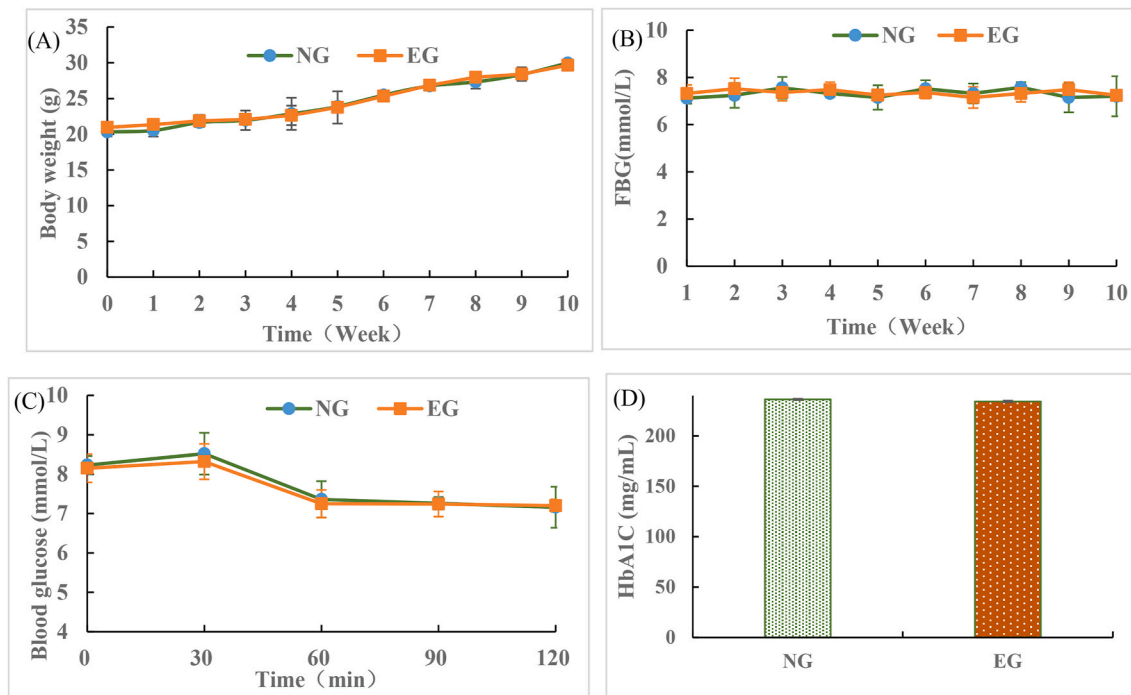 (A)
NG EG
35
30
25
20
15
10
5
0
Body weight (g)
0 1 2 3 4 5 6 7 8 9 10
Time（Week）
(B)
NG EG
10
8
6
4
2
0
FBG(mmol/L)
1 2 3 4 5 6 7 8 9 10
Time（Week）
(C)
NG EG
10
9
8
7
6
5
4
Blood glucose (mmol/L)
0 30 60 90 120
Time（min）
(D)
200
150
100
50
0
HbA1C (mg/mL)
NG EG